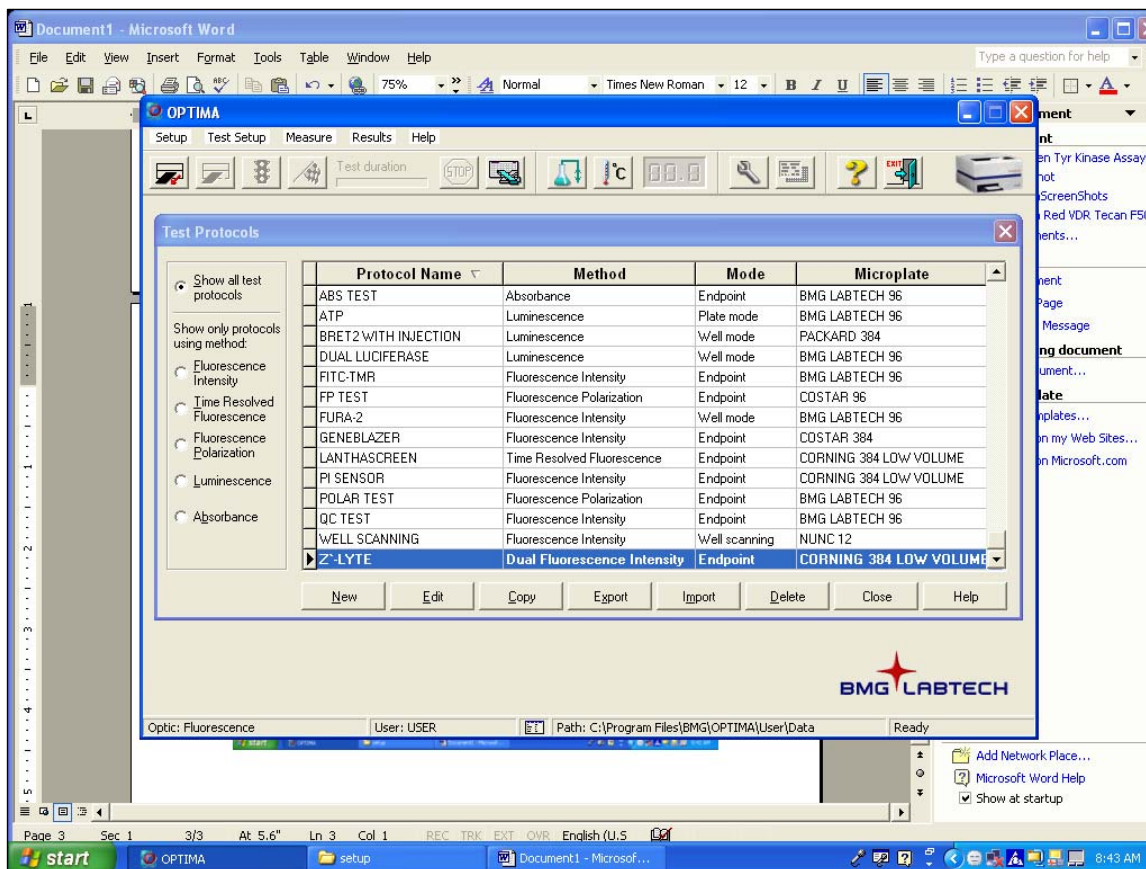 Document1 - Microsoft Word
File Edit View Insert Format Tools Table Window Help Type a question for help
75% Normal Times New Roman 12 B I U
OPTIMA
Setup Test Setup Measure Results Help
Test duration STOP °C 88.8 EXIT
Test Protocols
Show all test
protocols
Show only protocols
using method:
Fluorescence
Intensity
Time Resolved
Fluorescence
Fluorescence
Polarization
Luminescence
Absorbance
Protocol Name Method Mode Microplate
ABS TEST Absorbance Endpoint BMG LABTECH 96
ATP Luminescence Plate mode BMG LABTECH 96
BRET2 WITH INJECTION Luminescence Well mode PACKARD 384
DUAL LUCIFERASE Luminescence Well mode BMG LABTECH 96
FITC-TMR Fluorescence Intensity Endpoint BMG LABTECH 96
FP TEST Fluorescence Polarization Endpoint COSTAR 96
FURA-2 Fluorescence Intensity Well mode BMG LABTECH 96
GENEBLAZER Fluorescence Intensity Endpoint COSTAR 384
LANTHASCREEN Time Resolved Fluorescence Endpoint CORNING 384 LOW VOLUME
PI SENSOR Fluorescence Intensity Endpoint CORNING 384 LOW VOLUME
POLAR TEST Fluorescence Polarization Endpoint BMG LABTECH 96
QC TEST Fluorescence Intensity Endpoint BMG LABTECH 96
WELL SCANNING Fluorescence Intensity Well scanning NUNC 12
Z`-LYTE Dual Fluorescence Intensity Endpoint CORNING 384 LOW VOLUME
New Edit Copy Export Import Delete Close Help
BMG LABTECH
Optic: Fluorescence User: USER Path: C:\Program Files\BMG\OPTIMA\User\Data Ready
ment
nt
en Tyr Kinase Assay
hot
ScreenShots
Red VDR Tecan F50
ments...
ment
Page
Message
ng document
ument...
late
mplates...
on my Web Sites...
on Microsoft.com
Add Network Place...
Microsoft Word Help
Show at startup
Page 3 Sec 1 3/3 At 5.6" Ln 3 Col 1 REC TRK EXT OVR English (U.S
start OPTIMA setup Document1 - Microsof... 8:43 AM